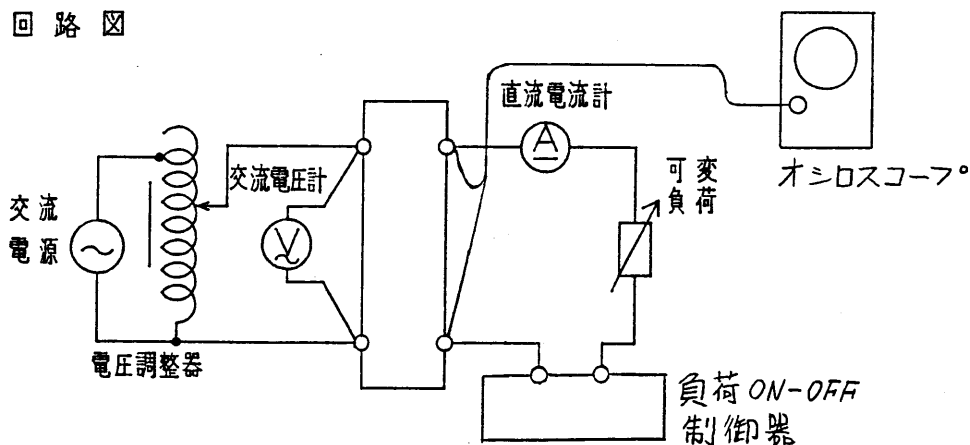 回路図
直流電流計
オシロスコープ
交流電圧計
可変
負荷
交流
電源
A
V
電圧調整器
負荷ON-OFF
制御器